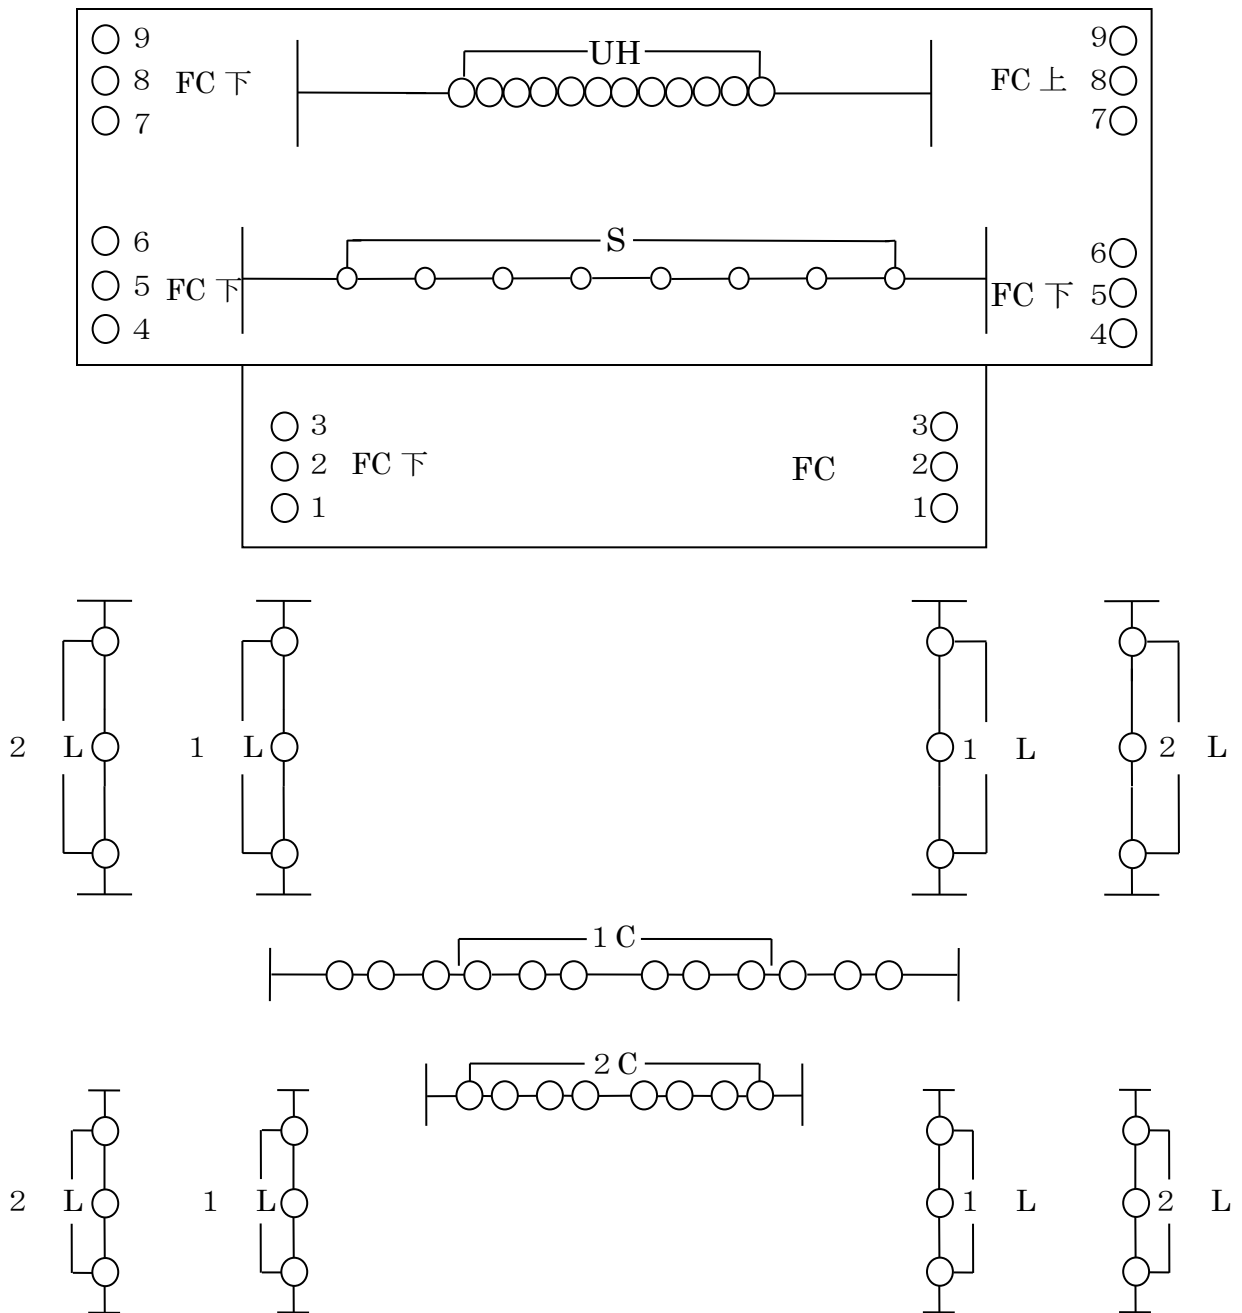 UH
９
８
７
FC 下
FC 上
９
８
７
S
６
５
４
FC 下
FC 下
６
５
４
３
２
１
FC 下
FC
３
２
１
２ L
１ L
１ L
２ L
１ C
２ C
２ L
１ L
１ L
２ L